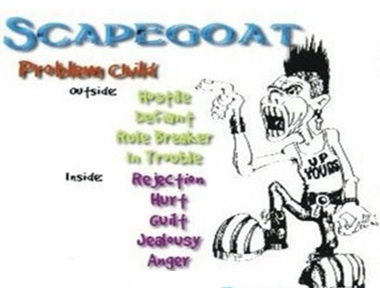 SCAPEGOAT
Problem Child
Outside: Hostile
Defiant
Rule Breaker
In Trouble
Inside: Rejection
Hurt
Guilt
Jealousy
Anger
UP
YOURS